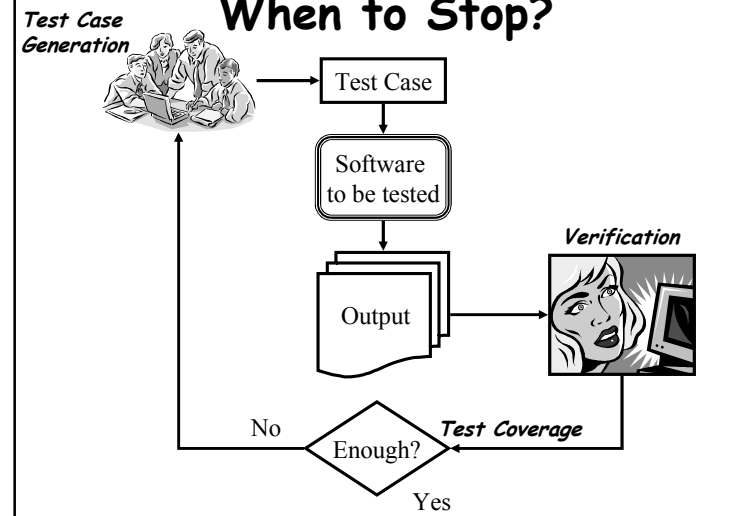 When to Stop?
Test Case
Generation
Test Case
Software
to be tested
Verification
Output
No
Enough?
Test Coverage
Yes